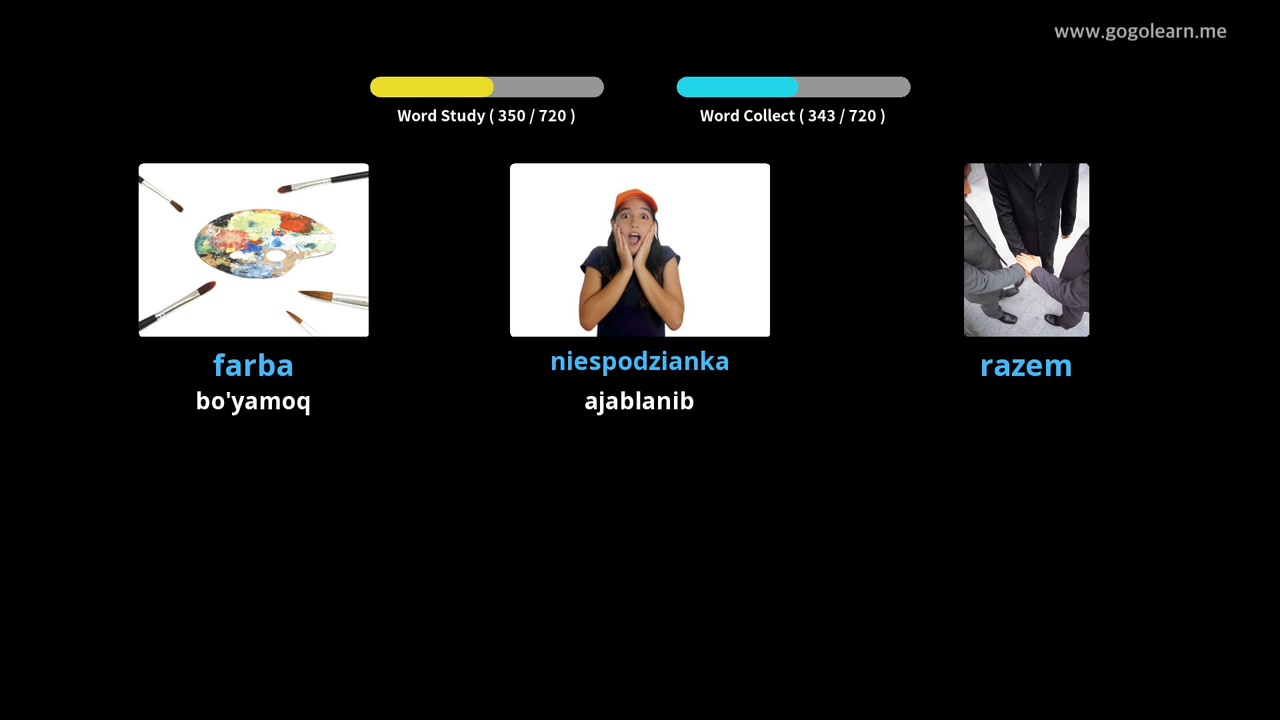 www.gogolearn.me
Word Study ( 350 / 720 )
Word Collect ( 343 / 720 )
farba
niespodzianka
razem
bo'yamoq
ajablanib